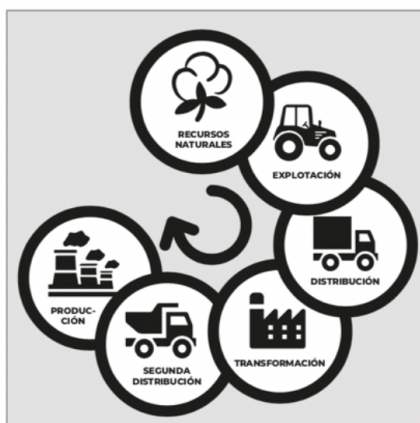 RECURSOS
NATURALES
EXPLOTACIÓN
DISTRIBUCIÓN
TRANSFORMACIÓN
SEGUNDA
DISTRIBUCIÓN
PRODUC-
CIÓN